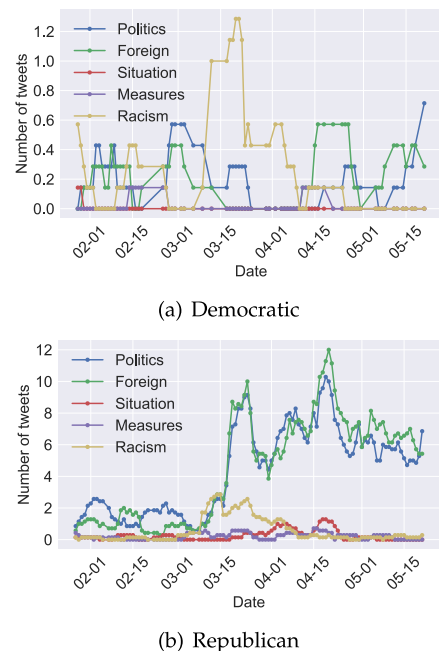 1.2
1.0
0.8
0.6
0.4
0.2
0.0
Number of tweets
Politics
Foreign
Situation
Measures
Racism
02-01
02-15
03-01
03-15
04-01
04-15
05-01
05-15
Date
(a) Democratic
12
10
8
6
4
2
0
Number of tweets
Politics
Foreign
Situation
Measures
Racism
02-01
02-15
03-01
03-15
04-01
04-15
05-01
05-15
Date
(b) Republican